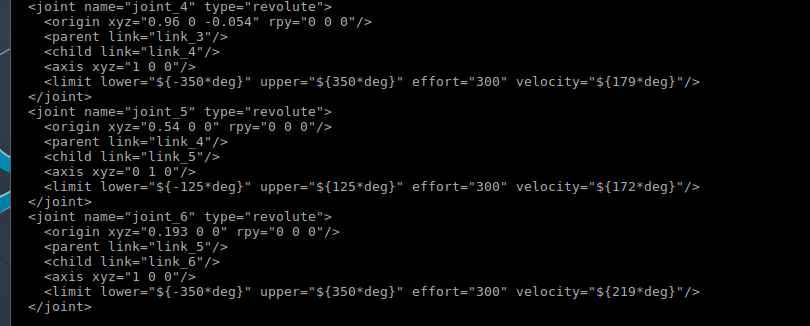 <joint name="joint_4" type="revolute">
<origin xyz="0.96 0 -0.054" rpy="0 0 0"/>
<parent link="link_3"/>
<child link="link_4"/>
<axis xyz="1 0 0"/>
<limit lower="${-350*deg}" upper="${350*deg}" effort="300" velocity="${179*deg}"/>
</joint>
<joint name="joint_5" type="revolute">
<origin xyz="0.54 0 0" rpy="0 0 0"/>
<parent link="link_4"/>
<child link="link_5"/>
<axis xyz="0 1 0"/>
<limit lower="${-125*deg}" upper="${125*deg}" effort="300" velocity="${172*deg}"/>
</joint>
<joint name="joint_6" type="revolute">
<origin xyz="0.193 0 0" rpy="0 0 0"/>
<parent link="link_5"/>
<child link="link_6"/>
<axis xyz="1 0 0"/>
<limit lower="${-350*deg}" upper="${350*deg}" effort="300" velocity="${219*deg}"/>
</joint>